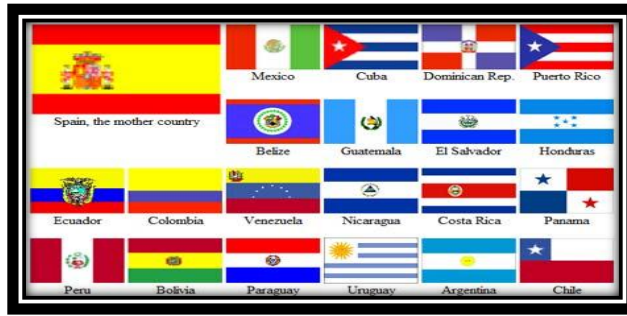 Mexico Cuba Dominican Rep. Puerto Rico
Spain, the mother country
Belize Guatemala El Salvador Honduras
Ecuador Colombia Venezuela Nicaragua Costa Rica Panama
Peru Bolivia Paraguay Uruguay Argentina Chile